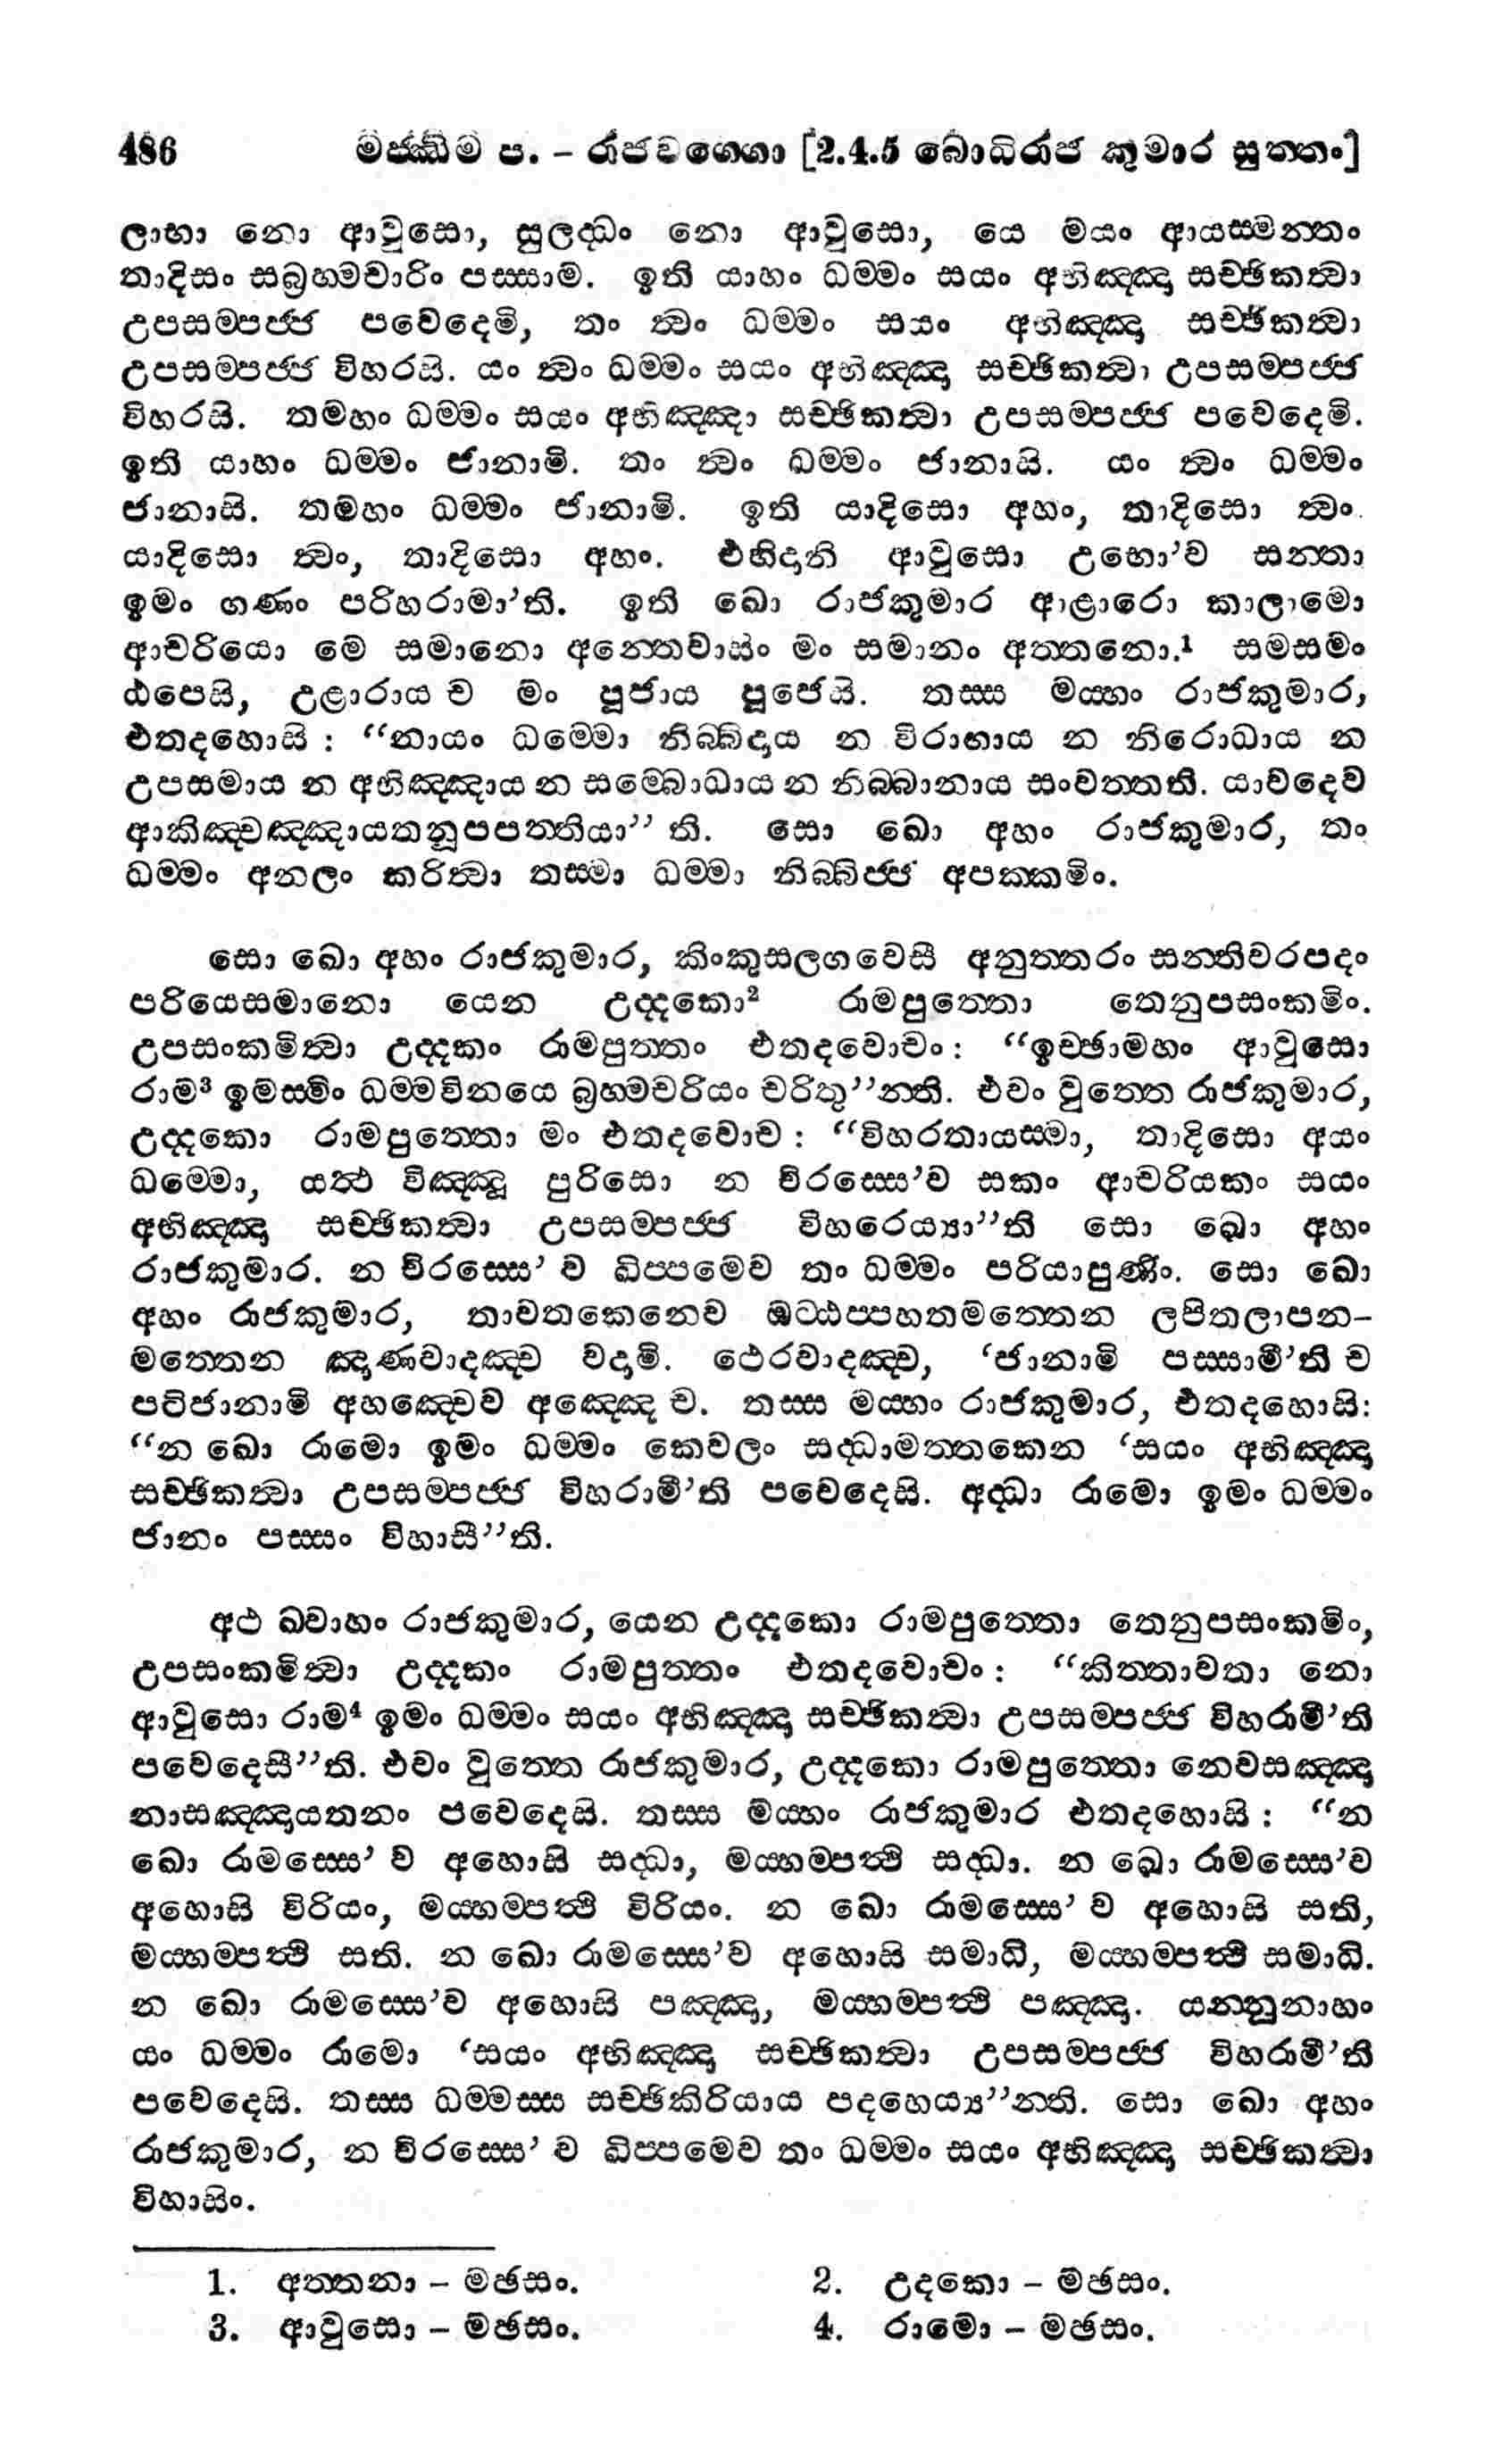 486 මජ්ඣිම ප. – රාජවග්ගො [2.4.5 බොධිරාජ කුමාර සුත්තං]
ලාභා නො ආවුසො, සුලද්ධං නො ආවුසො, යෙ මයං ආයස්මන්තං
තාදිසං සබ්‍රහ්මචාරිං පස්සාම. ඉති යාහං ධම්මං සයං අභිඤ්ඤා සච්ඡිකත්වා
උපසම්පජ්ජ පවෙදෙමි, තං ත්වං ධම්මං සයං අභිඤ්ඤා සච්ඡිකත්වා
උපසම්පජ්ජ විහරසි. යං ත්වං ධම්මං සයං අභිඤ්ඤා සච්ඡිකත්වා උපසම්පජ්ජ
විහරසි. තමහං ධම්මං සයං අභිඤ්ඤා සච්ඡිකත්වා උපසම්පජ්ජ පවෙදෙමි.
ඉති යාහං ධම්මං ජානාමි. තං ත්වං ධම්මං ජානාසි. යං ත්වං ධම්මං
ජානාසි. තමහං ධම්මං ජානාමි. ඉති යාදිසො අහං, තාදිසො ත්වං.
යාදිසො ත්වං, තාදිසො අහං. එහිදානි ආවුසො උභො’ව සන්තා
ඉමං ගණං පරිහරාමා’ති. ඉති ඛො රාජකුමාර ආළාරො කාලාමො
ආචරියො මෙ සමානො අන්තෙවාසිං මං සමානං අත්තනො.¹ සමසමං
ඨපෙසි, උළාරාය ච මං පූජාය පූජෙසි. තස්ස මය්හං රාජකුමාර,
එතදහොසි : “නායං ධම්මො නිබ්බිදාය න විරාගාය න නිරොධාය න
උපසමාය න අභිඤ්ඤාය න සම්බොධාය න නිබ්බානාය සංවත්තති. යාවදෙව
ආකිඤ්චඤ්ඤායතනූපපත්තියා” ති. සො ඛො අහං රාජකුමාර, තං
ධම්මං අනලං කරිත්වා තස්මා ධම්මා නිබ්බිජ්ජ අපක්කමිං.
සො ඛො අහං රාජකුමාර, කිංකුසලගවෙසී අනුත්තරං සන්තිවරපදං
පරියෙසමානො යෙන උද්දකො² රාමපුත්තො තෙනුපසංකමිං.
උපසංකමිත්වා උද්දකං රාමපුත්තං එතදවොචං : “ඉච්ඡාමහං ආවුසො
රාම³ ඉමස්මිං ධම්මවිනයෙ බ්‍රහ්මචරියං චරිතු”න්ති. එවං වුත්තෙ රාජකුමාර,
උද්දකො රාමපුත්තො මං එතදවොච : “විහරතායස්මා, තාදිසො අයං
ධම්මො, යත්ථ විඤ්ඤූ පුරිසො න චිරස්සෙ’ව සකං ආචරියකං සයං
අභිඤ්ඤා සච්ඡිකත්වා උපසම්පජ්ජ විහරෙය්‍යා”ති සො ඛො අහං
රාජකුමාර. න චිරස්සෙ’ ව ඛිප්පමෙව තං ධම්මං පරියාපුණිං. සො ඛො
අහං රාජකුමාර, තාවතකෙනෙව ඔට්ඨප්පහතමත්තෙන ලපිතලාපන–
මත්තෙන ඤාණවාදඤ්ච වදාමි. ථෙරවාදඤ්ච, ‘ජානාමි පස්සාමී’ති ච
පටිජානාමි අහඤ්චෙව අඤ්ඤෙ ච. තස්ස මය්හං රාජකුමාර, එතදහොසි:
“න ඛො රාමො ඉමං ධම්මං කෙවලං සද්ධාමත්තකෙන ‘සයං අභිඤ්ඤා
සච්ඡිකත්වා උපසම්පජ්ජ විහරාමී’ති පවෙදෙසි. අද්ධා රාමො ඉමං ධම්මං
ජානං පස්සං විහාසී”ති.
අථ ඛවාහං රාජකුමාර, යෙන උද්දකො රාමපුත්තො තෙනුපසංකමිං,
උපසංකමිත්වා උද්දකං රාමපුත්තං එතදවොචං : “කිත්තාවතා නො
ආවුසො රාම⁴ ඉමං ධම්මං සයං අභිඤ්ඤා සච්ඡිකත්වා උපසම්පජ්ජ විහරාමී’ති
පවෙදෙසී”ති. එවං වුත්තෙ රාජකුමාර, උද්දකො රාමපුත්තො නෙවසඤ්ඤා
නාසඤ්ඤායතනං පවෙදෙසි. තස්ස මය්හං රාජකුමාර එතදහොසි : “න
ඛො රාමස්සෙ’ ව අහොසි සද්ධා, මය්හම්පත්ථි සද්ධා. න ඛො රාමස්සෙ’ව
අහොසි විරියං, මය්හම්පත්ථි විරියං. න ඛො රාමස්සෙ’ ව අහොසි සති,
මය්හම්පත්ථි සති. න ඛො රාමස්සෙ’ව අහොසි සමාධි, මය්හම්පත්ථි සමාධි.
න ඛො රාමස්සෙ’ව අහොසි පඤ්ඤා, මය්හම්පත්ථි පඤ්ඤා. යන්නූනාහං
යං ධම්මං රාමො ‘සයං අභිඤ්ඤා සච්ඡිකත්වා උපසම්පජ්ජ විහරාමී’ති
පවෙදෙසි. තස්ස ධම්මස්ස සච්ඡිකිරියාය පදහෙය්‍ය”න්ති. සො ඛො අහං
රාජකුමාර, න චිරස්සෙ’ ව ඛිප්පමෙව තං ධම්මං සයං අභිඤ්ඤා සච්ඡිකත්වා
විහාසිං.
1. අත්තනා – මඡසං. 2. උදකො – මඡසං.
3. ආවුසො – මඡසං. 4. රාමො – මඡසං.